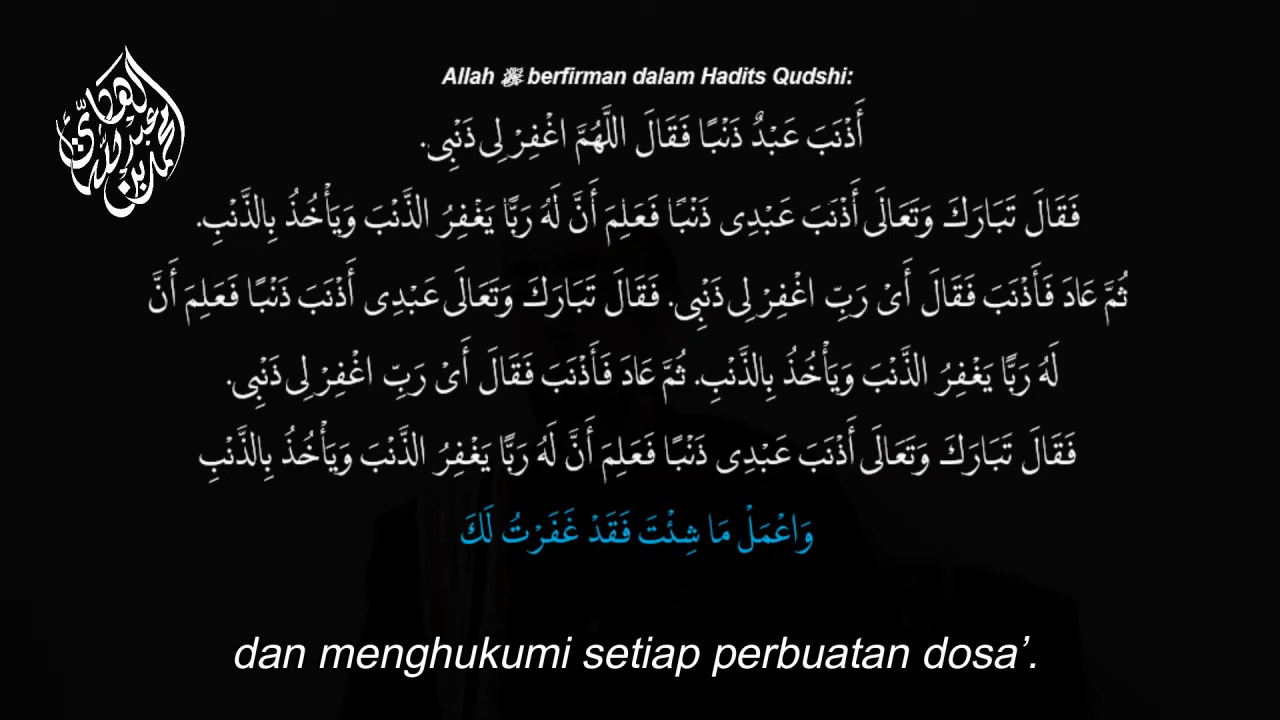 Allah ﷻ berfirman dalam Hadits Qudshi:
أَذْنَبَ عَبْدٌ ذَنْبًا فَقَالَ اللَّهُمَّ اغْفِرْ لِى ذَنْبِى.
فَقَالَ تَبَارَكَ وَتَعَالَى أَذْنَبَ عَبْدِى ذَنْبًا فَعَلِمَ أَنَّ لَهُ رَبًّا يَغْفِرُ الذَّنْبَ وَيَأْخُذُ بِالذَّنْبِ.
ثُمَّ عَادَ فَأَذْنَبَ فَقَالَ أَىْ رَبِّ اغْفِرْ لِى ذَنْبِى. فَقَالَ تَبَارَكَ وَتَعَالَى عَبْدِى أَذْنَبَ ذَنْبًا فَعَلِمَ أَنَّ
لَهُ رَبًّا يَغْفِرُ الذَّنْبَ وَيَأْخُذُ بِالذَّنْبِ. ثُمَّ عَادَ فَأَذْنَبَ فَقَالَ أَىْ رَبِّ اغْفِرْ لِى ذَنْبِى.
فَقَالَ تَبَارَكَ وَتَعَالَى أَذْنَبَ عَبْدِى ذَنْبًا فَعَلِمَ أَنَّ لَهُ رَبًّا يَغْفِرُ الذَّنْبَ وَيَأْخُذُ بِالذَّنْبِ
وَاعْمَلْ مَا شِئْتَ فَقَدْ غَفَرْتُ لَكَ
dan menghukumi setiap perbuatan dosa’.